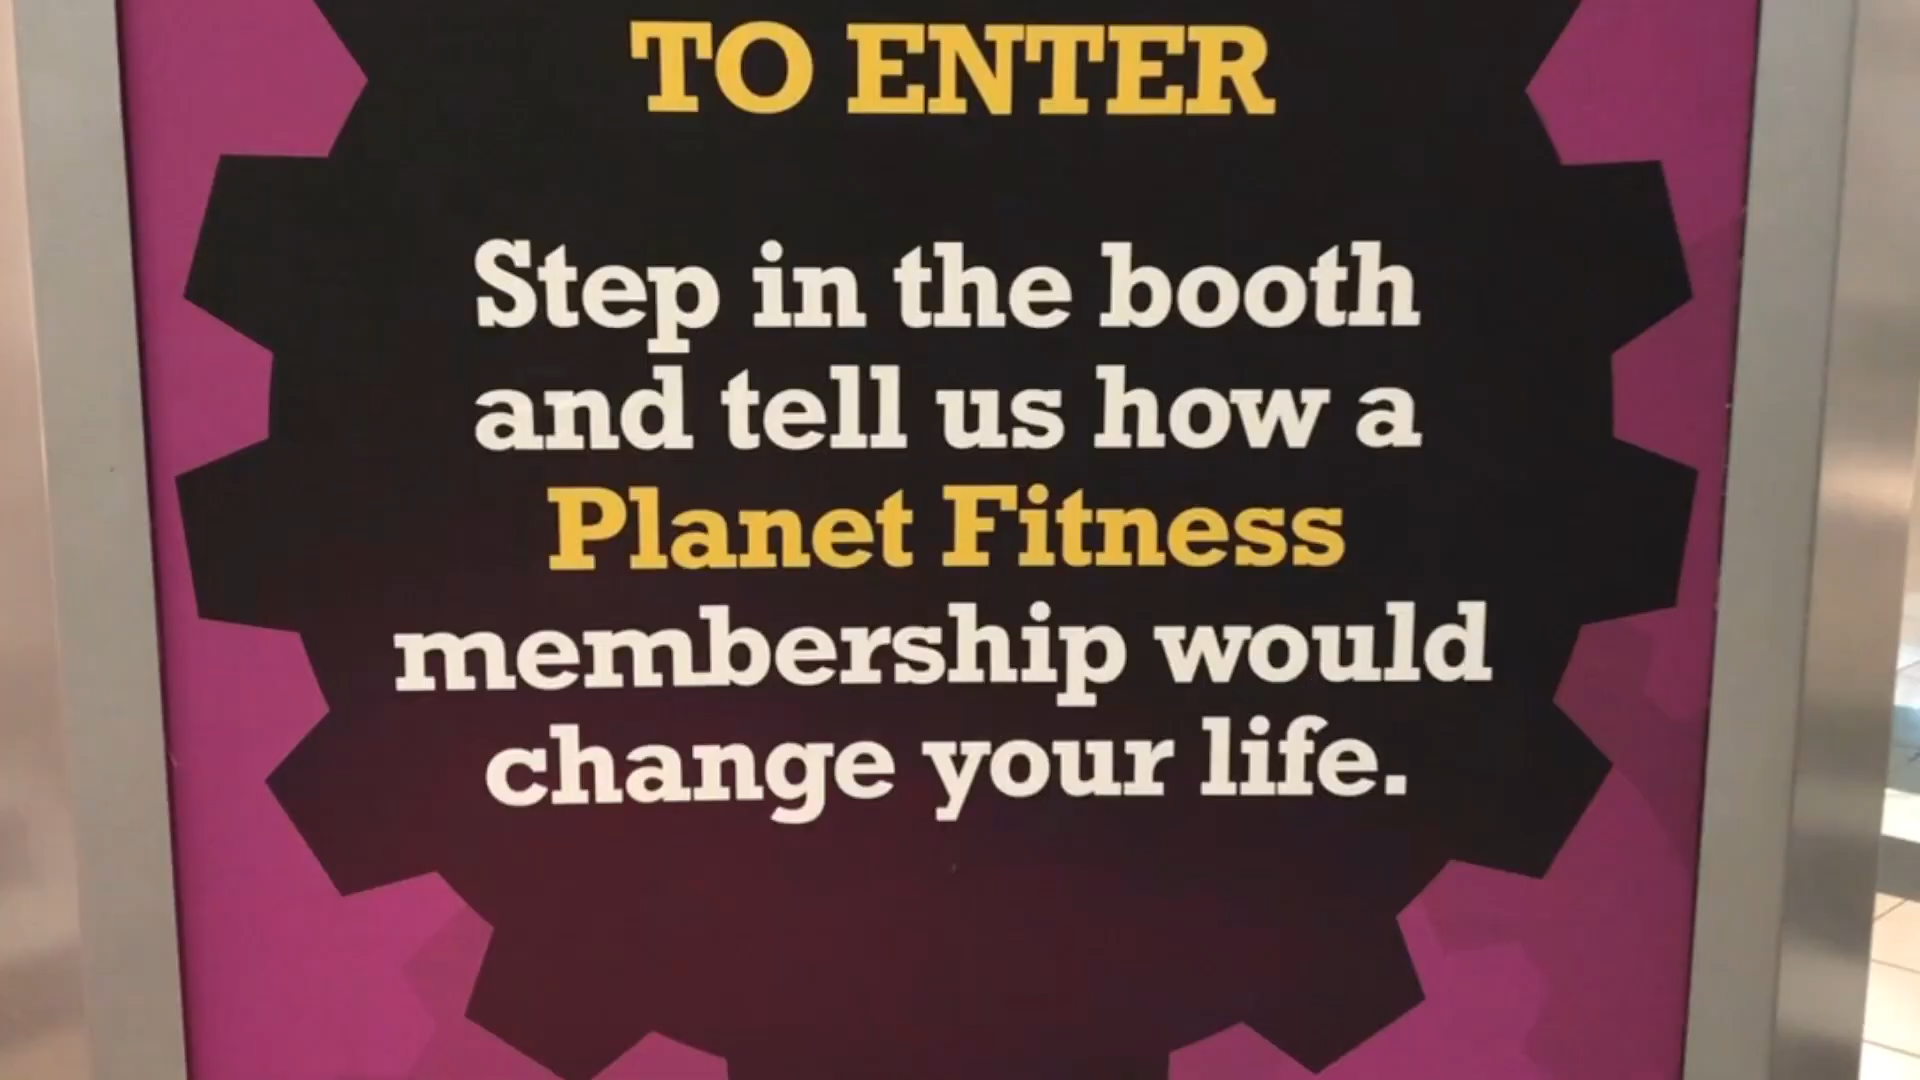 TO ENTER
Step in the booth
and tell us how a
Planet Fitness
membership would
change your life.